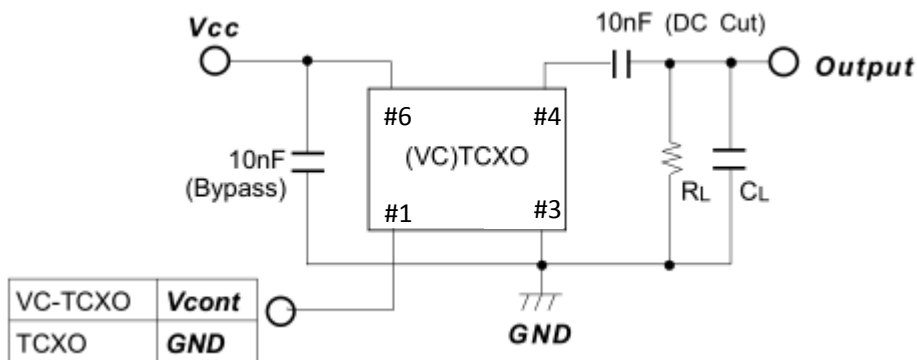 Vcc
10nF (DC Cut)
Output
#6
#4
(VC)TCXO
10nF
(Bypass)
#1
#3
RL
CL
VC-TCXO Vcont
TCXO GND
GND